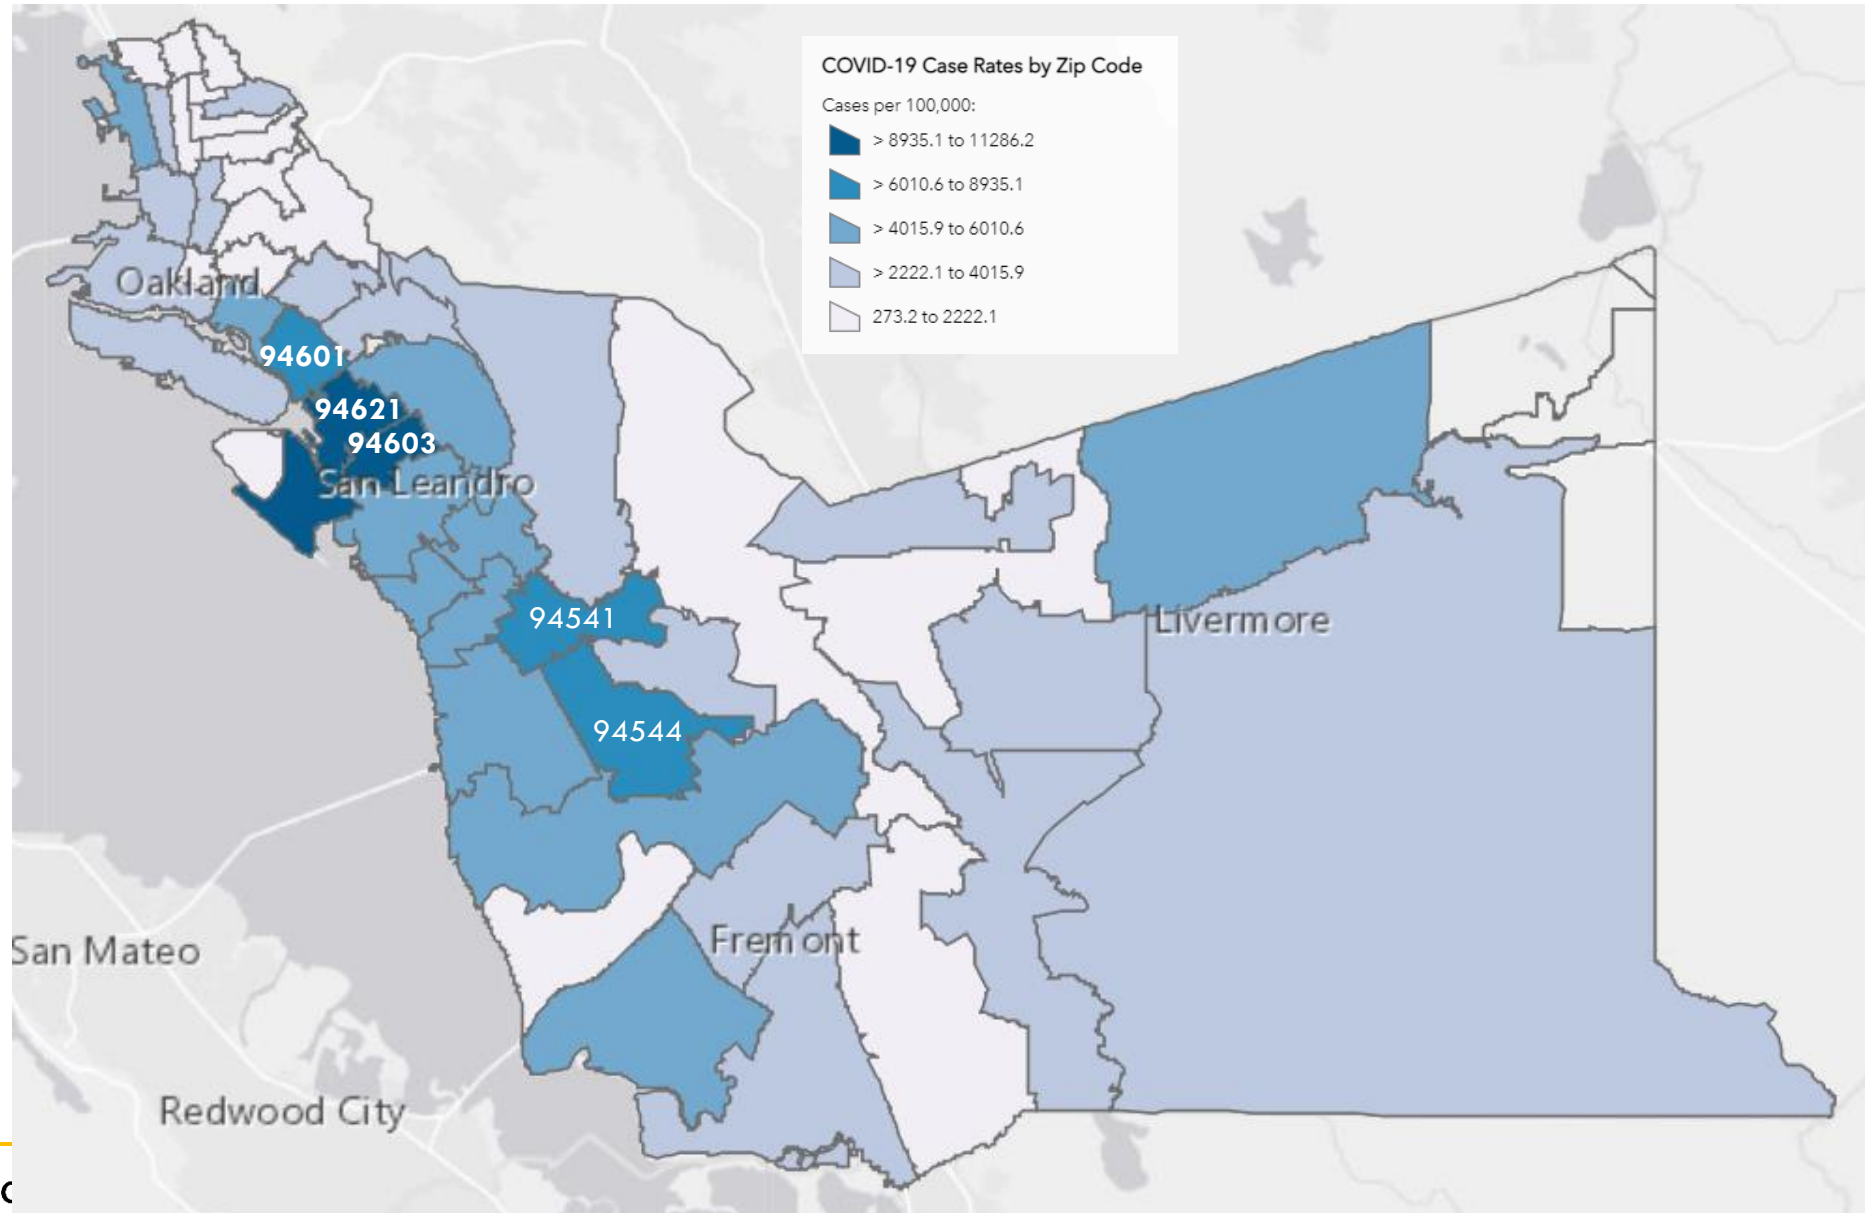 COVID-19 Case Rates by Zip Code
Cases per 100,000:
> 8935.1 to 11286.2
> 6010.6 to 8935.1
> 4015.9 to 6010.6
> 2222.1 to 4015.9
273.2 to 2222.1
Oakland
94601
94621
94603
San Leandro
94541
Livermore
94544
Fremont
San Mateo
Redwood City